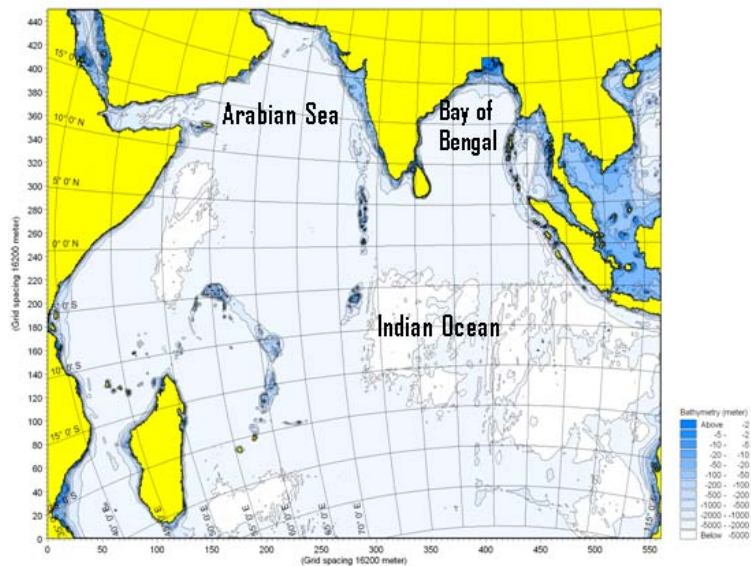 440
420
400
380
360
340
320
300
280
260
240
220
200
180
160
140
120
100
80
60
40
20
0
(Grid spacing 16200 meter)
15° 0'
10° 0' N
5° 0' N
0°0' N
0' S
10° 0' S
15° 0' S
Arabian Sea
Bay of
Bengal
Indian Ocean
0 50 100 150 200 250 300 350 400 450 500 550
(Grid spacing 16200 meter)
Bathymetry (meter)
Above -2
-5 - -2
-10 - -5
-20 - -10
-50 - -20
-100 - -50
-200 - -100
-500 - -200
-1000 - -500
-2000 - -1000
-5000 - -2000
Below -5000